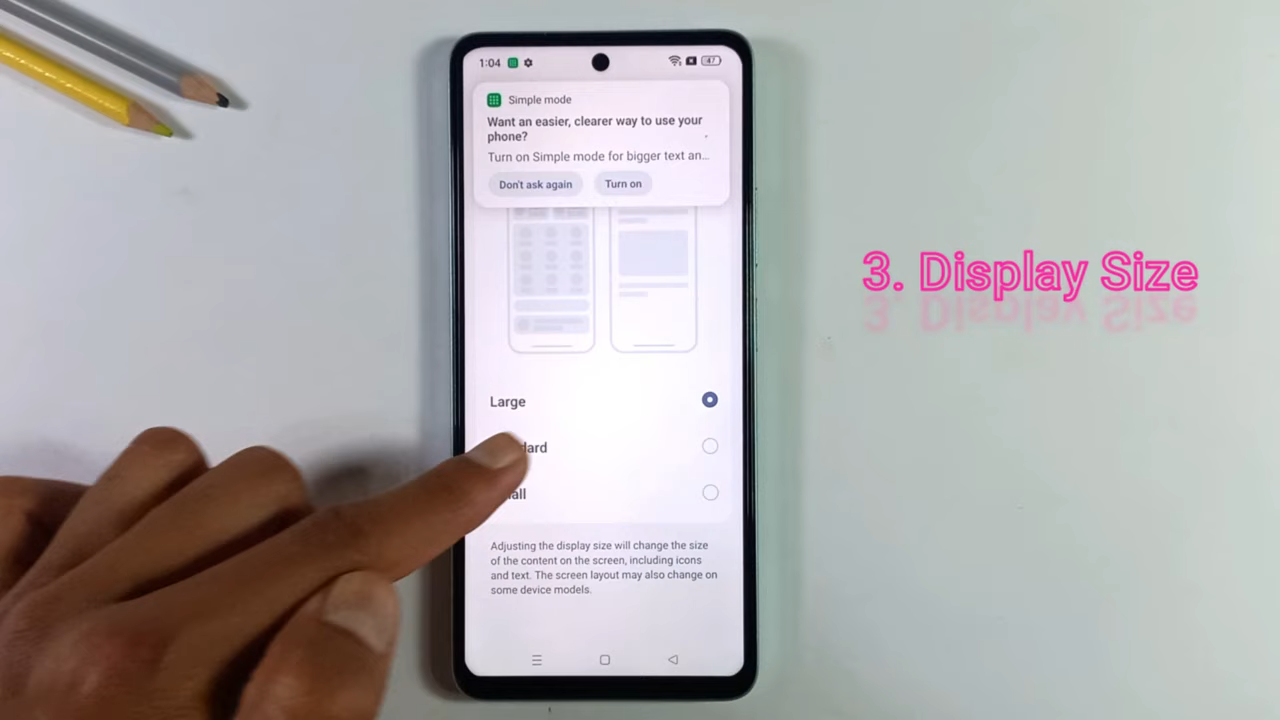 1:04
47
Simple mode
Want an easier, clearer way to use your
phone?
Turn on Simple mode for bigger text an...
Don't ask again
Turn on
3. Display Size
Large
dard
all
Adjusting the display size will change the size
of the content on the screen, including icons
and text. The screen layout may also change on
some device models.